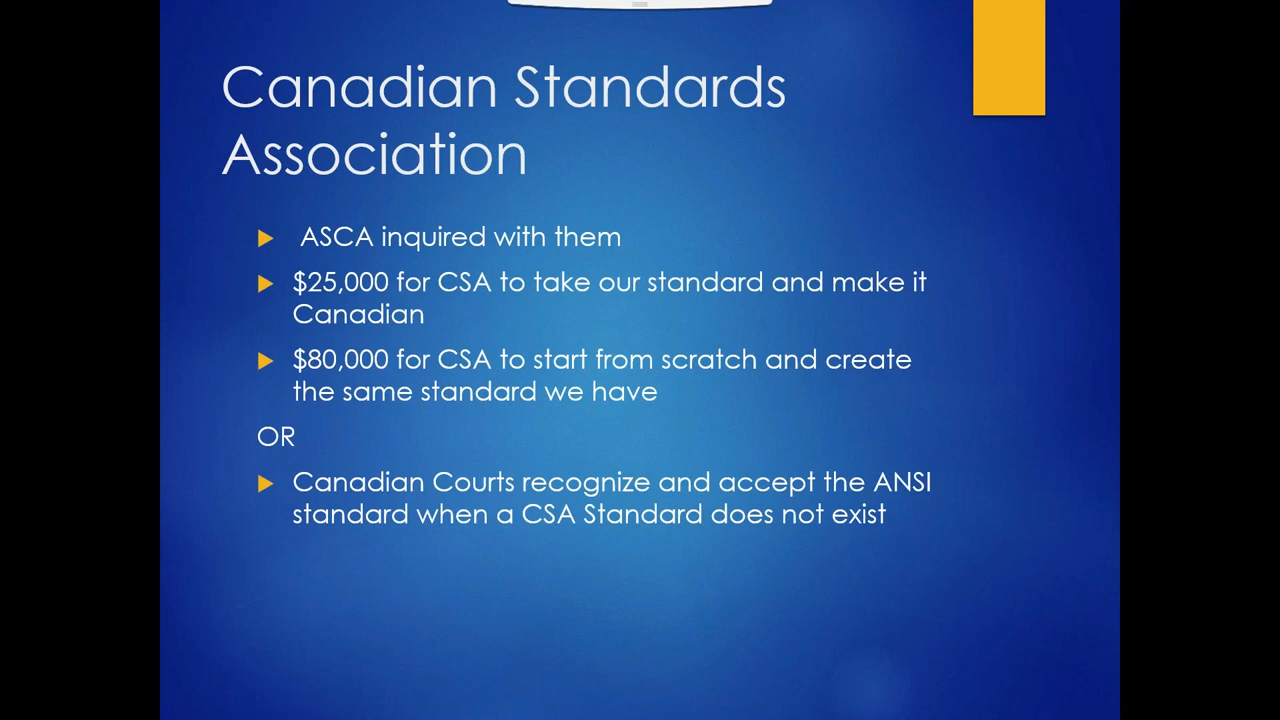 Canadian Standards
Association
ASCA inquired with them
$25,000 for CSA to take our standard and make it
Canadian
$80,000 for CSA to start from scratch and create
the same standard we have
OR
Canadian Courts recognize and accept the ANSI
standard when a CSA Standard does not exist